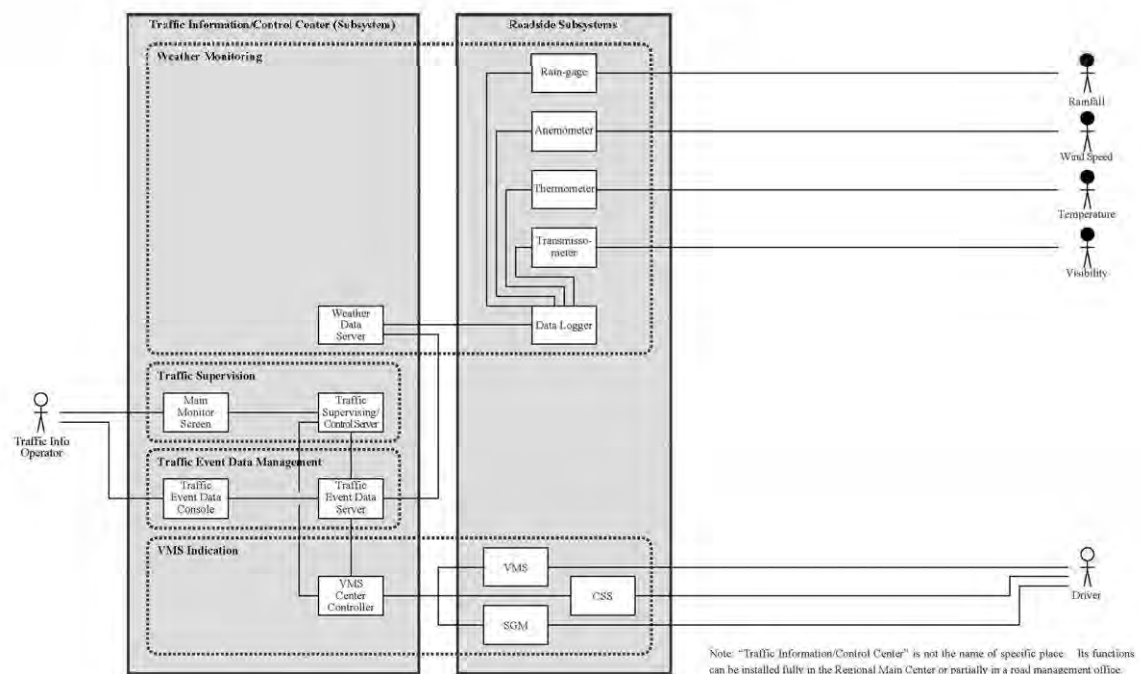 Traffic Information/Control Center (Subsystem)
Roadside Subsystems
Weather Monitoring
Rain-gage
Rainfall
Anemometer
Wind Speed
Thermometer
Temperature
Transmisso-
meter
Visibility
Weather
Data
Server
Data Logger
Traffic Supervision
Main
Monitor
Screen
Traffic
Supervising/
Control Server
Traffic Info
Operator
Traffic Event Data Management
Traffic
Event Data
Console
Traffic
Event Data
Server
VMS Indication
VMS
VMS
Center
Controller
CSS
SGM
Driver
Note: "Traffic Information/Control Center" is not the name of specific place. Its functions
can be installed fully in the Regional Main Center or partially in a road management office.